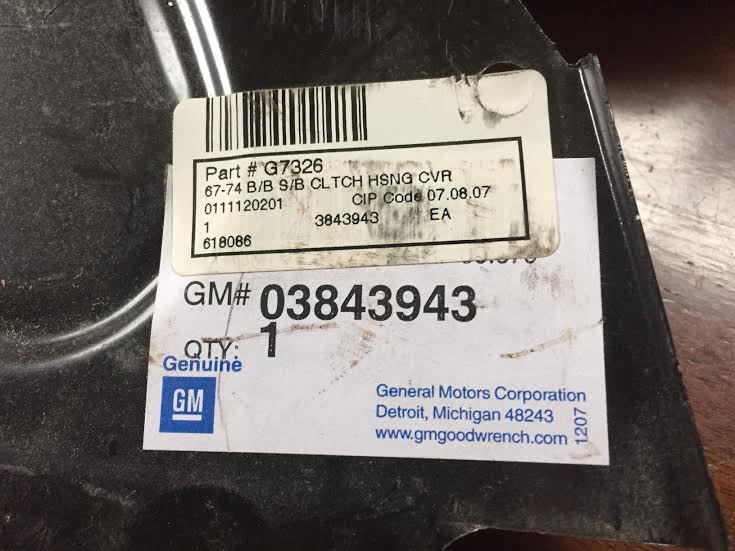 Part # G7326
67-74 B/B S/B CLTCH HSNG CVR
0111120201 CIP Code 07.08.07
1 3843943 EA
618086
GM# 03843943
QTY: 1
Genuine
GM
General Motors Corporation
Detroit, Michigan 48243
www.gmgoodwrench.com
1207